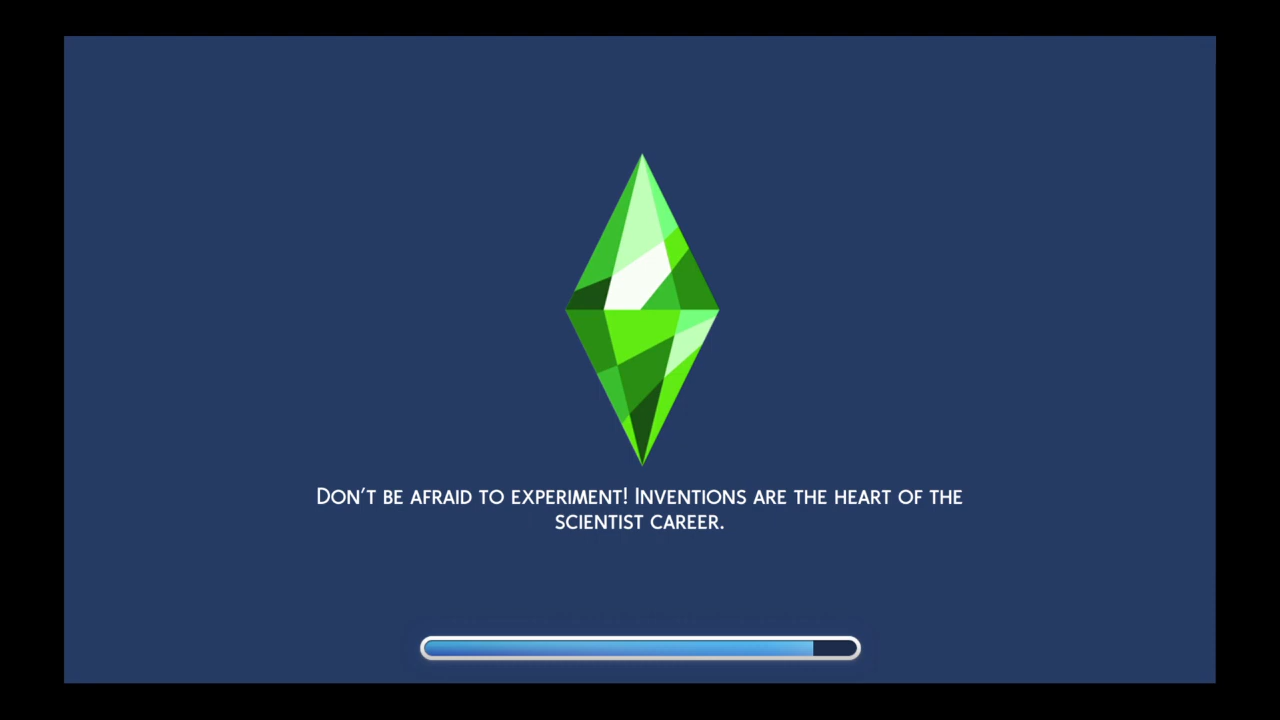 Don't be afraid to experiment! Inventions are the heart of the
scientist career.